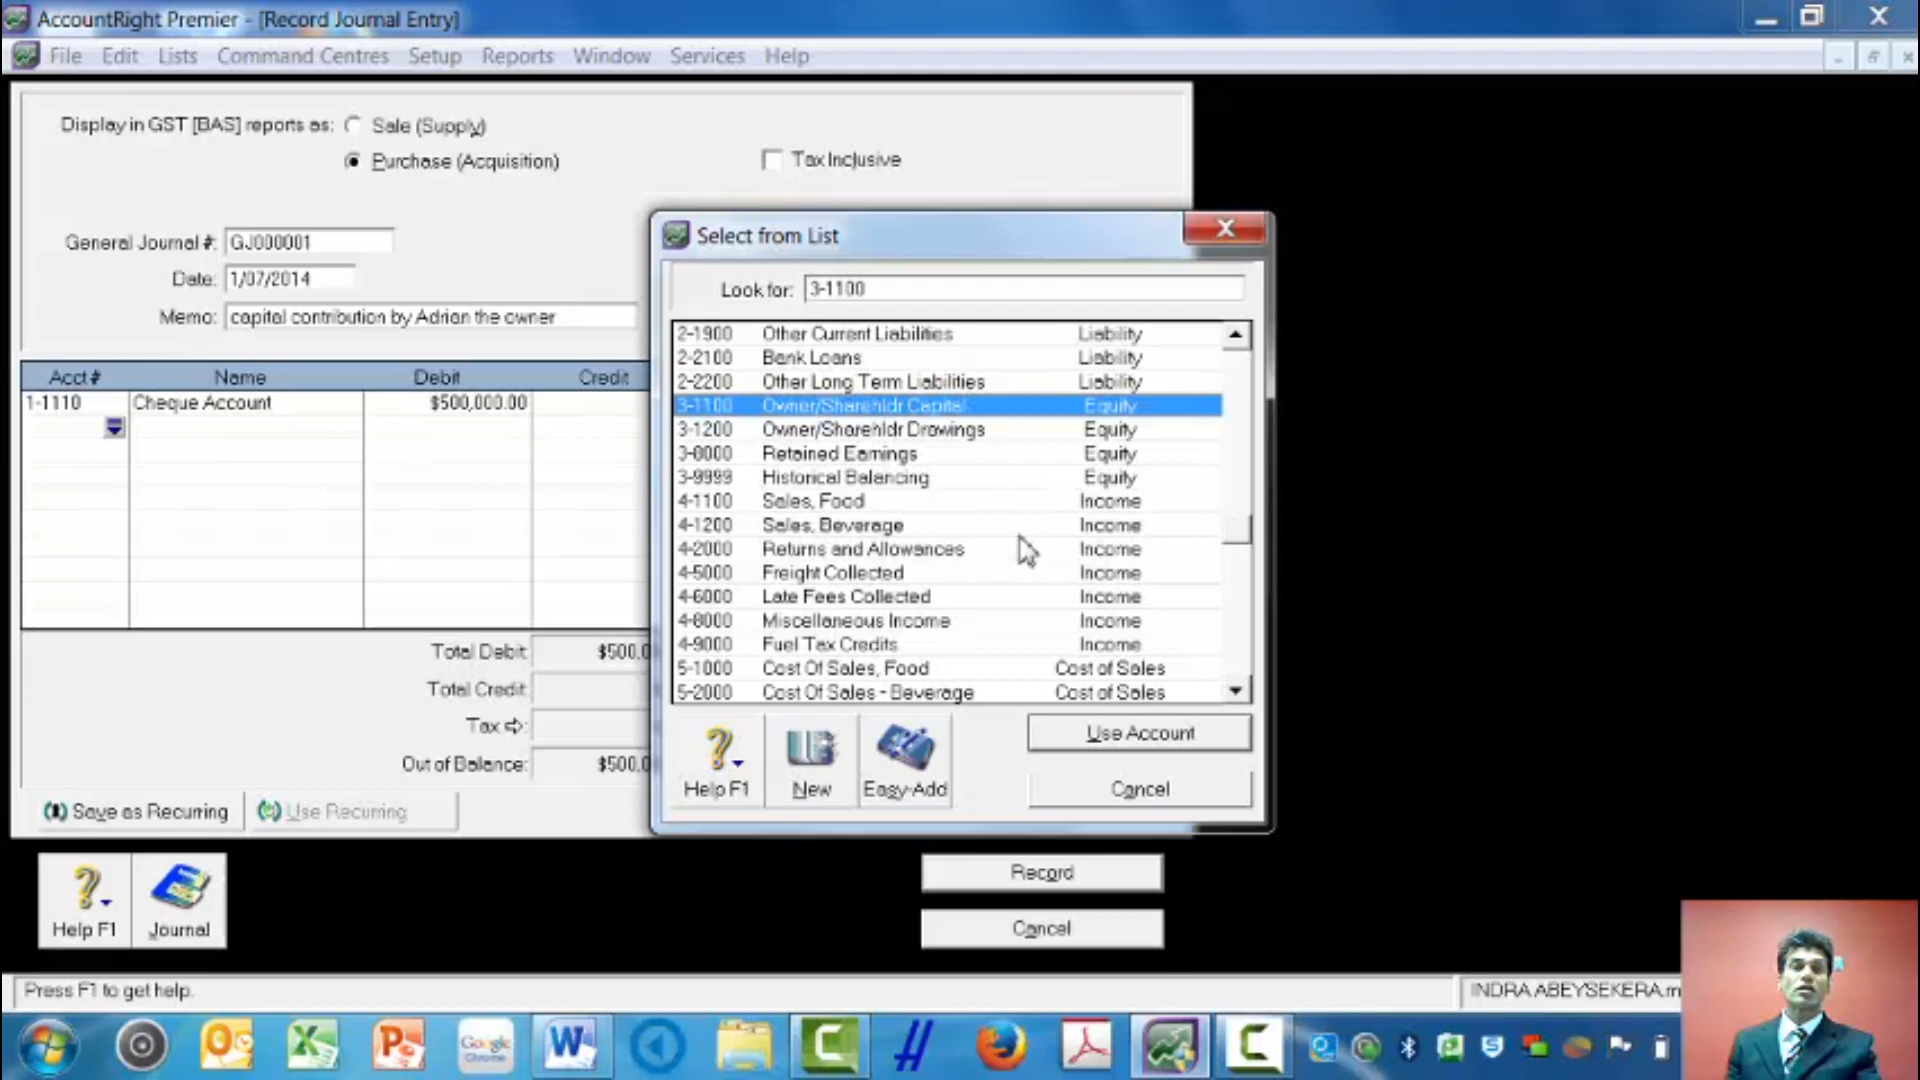 AccountRight Premier - [Record Journal Entry]
File Edit Lists Command Centres Setup Reports Window Services Help
Display in GST [BAS] reports as: Sale (Supply)
Purchase (Acquisition)
Tax Inclusive
General Journal #: GJ000001
Date: 1/07/2014
Memo: capital contribution by Adrian the owner
Acct # Name Debit Credit
1-1110 Cheque Account $500,000.00
Total Debit: $500.0
Total Credit:
Tax ⇨:
Out of Balance: $500.0
Save as Recurring Use Recurring
Select from List
Look for: 3-1100
2-1900 Other Current Liabilities Liability
2-2100 Bank Loans Liability
2-2200 Other Long Term Liabilities Liability
3-1100 Owner/Sharehldr Capital Equity
3-1200 Owner/Sharehldr Drawings Equity
3-8000 Retained Earnings Equity
3-9999 Historical Balancing Equity
4-1100 Sales, Food Income
4-1200 Sales, Beverage Income
4-2000 Returns and Allowances Income
4-5000 Freight Collected Income
4-6000 Late Fees Collected Income
4-8000 Miscellaneous Income Income
4-9000 Fuel Tax Credits Income
5-1000 Cost Of Sales, Food Cost of Sales
5-2000 Cost Of Sales - Beverage Cost of Sales
Help F1 New Easy-Add
Use Account
Cancel
Record
Cancel
Help F1 Journal
Press F1 to get help.
INDRA ABEYSEKERA.m
Google
chrome